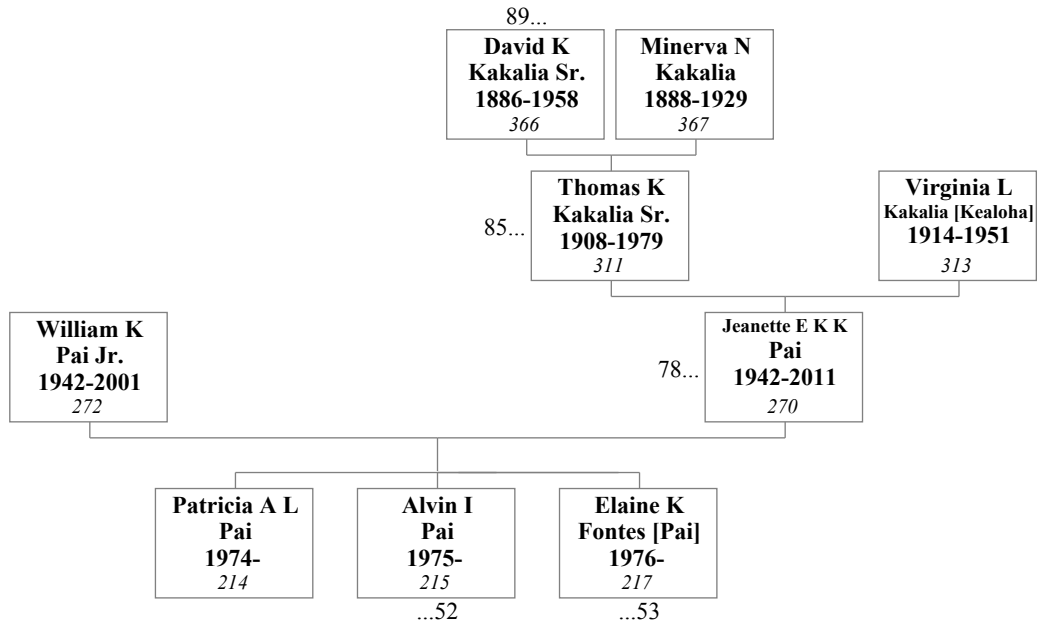 89...
David K
Kakalia Sr.
1886-1958
366
Minerva N
Kakalia
1888-1929
367
85...
Thomas K
Kakalia Sr.
1908-1979
311
Virginia L
Kakalia [Kealoha]
1914-1951
313
William K
Pai Jr.
1942-2001
272
78...
Jeanette E K K
Pai
1942-2011
270
Patricia A L
Pai
1974-
214
Alvin I
Pai
1975-
215
...52
Elaine K
Fontes [Pai]
1976-
217
...53